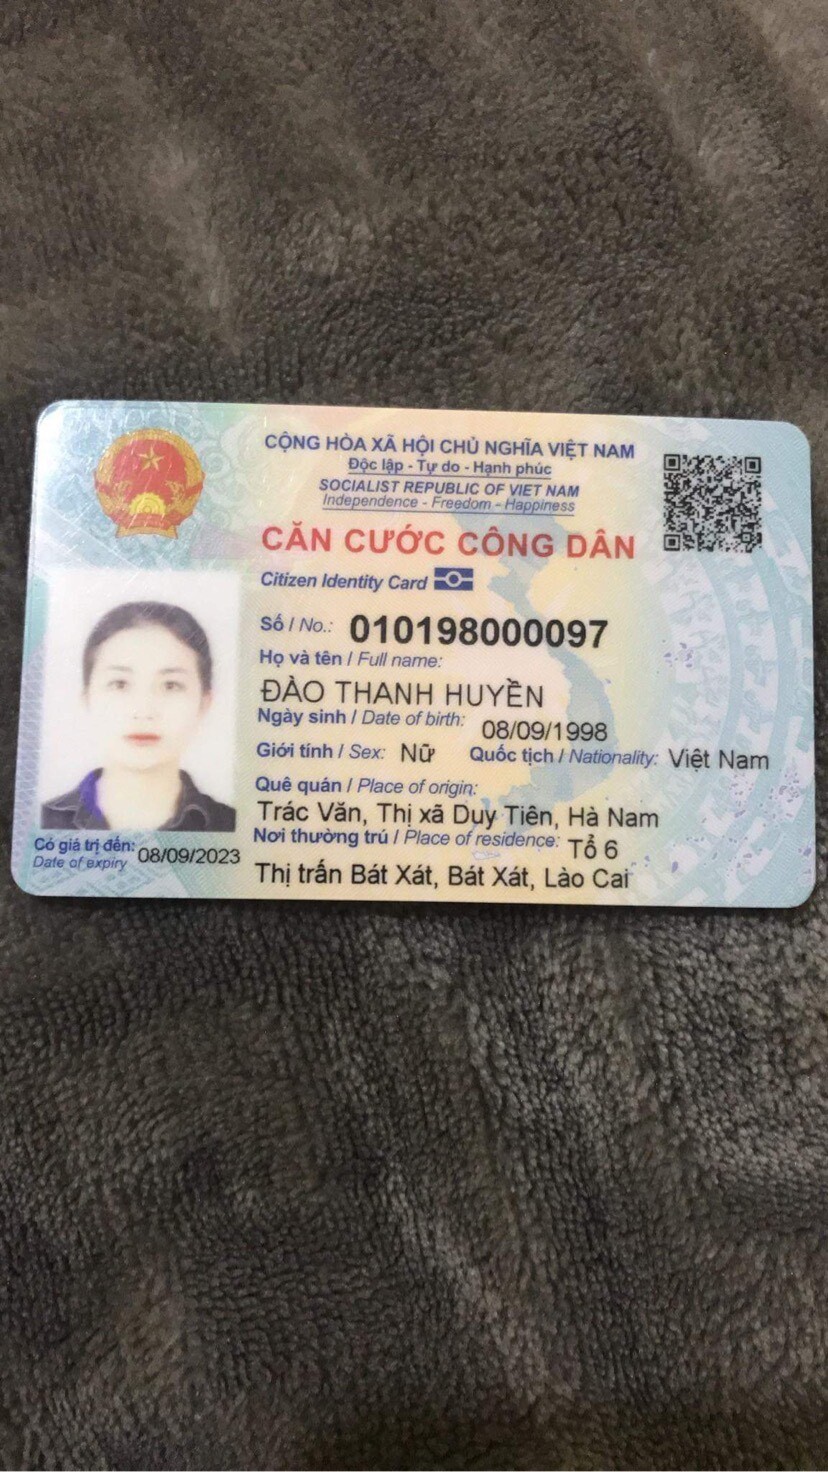 CỘNG HÒA XÃ HỘI CHỦ NGHĨA VIỆT NAM
Độc lập - Tự do - Hạnh phúc
SOCIALIST REPUBLIC OF VIET NAM
Independence - Freedom - Happiness
CĂN CƯỚC CÔNG DÂN
Citizen Identity Card
Số / No.: 010198000097
Họ và tên / Full name:
ĐÀO THANH HUYỀN
Ngày sinh / Date of birth: 08/09/1998
Giới tính / Sex: Nữ Quốc tịch / Nationality: Việt Nam
Quê quán / Place of origin:
Trác Văn, Thị xã Duy Tiên, Hà Nam
Nơi thường trú / Place of residence: Tổ 6
Thị trấn Bát Xát, Bát Xát, Lào Cai
Có giá trị đến: 08/09/2023
Date of expiry